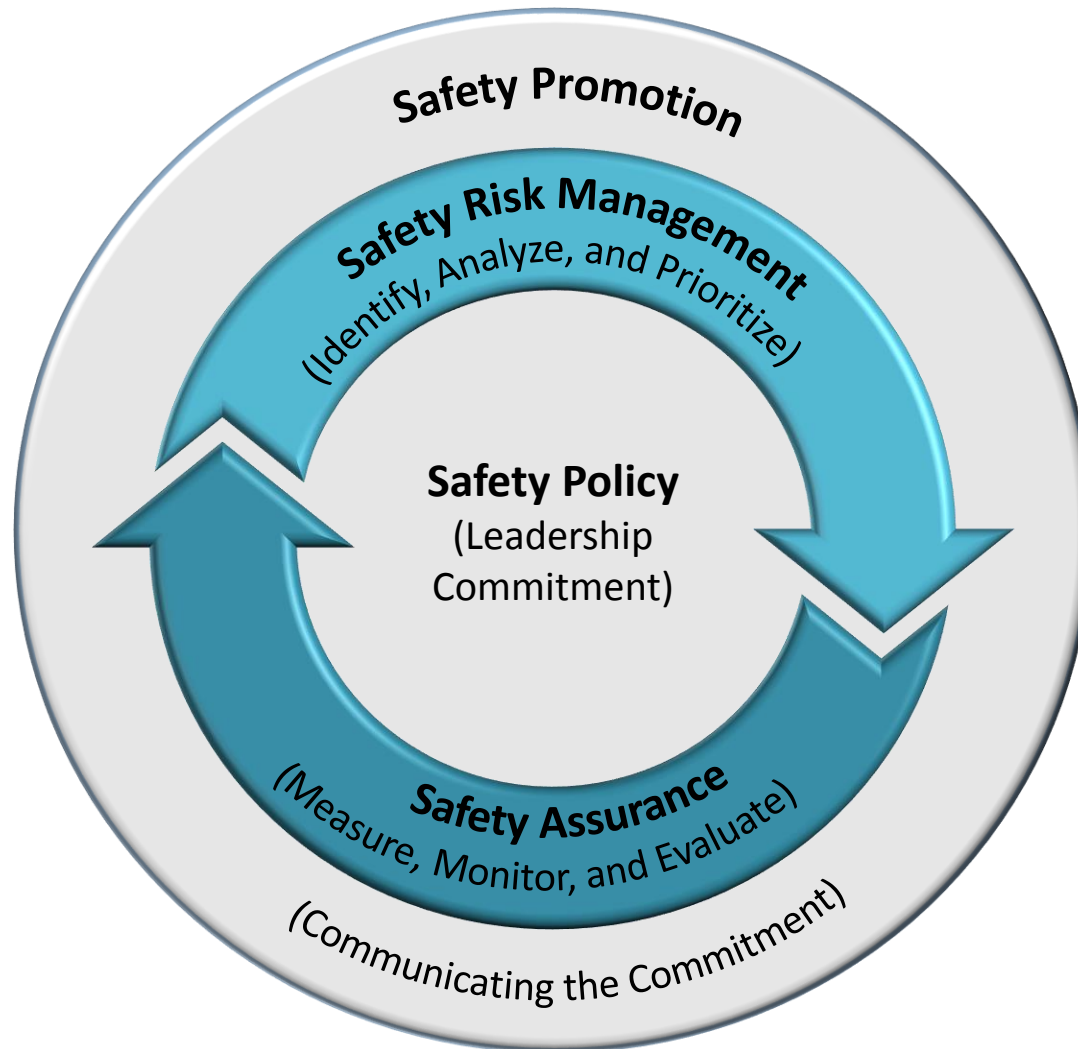 Safety Promotion
Safety Risk Management
(Identify, Analyze, and Prioritize)
Safety Policy
(Leadership
Commitment)
Safety Assurance
(Measure, Monitor, and Evaluate)
(Communicating the Commitment)